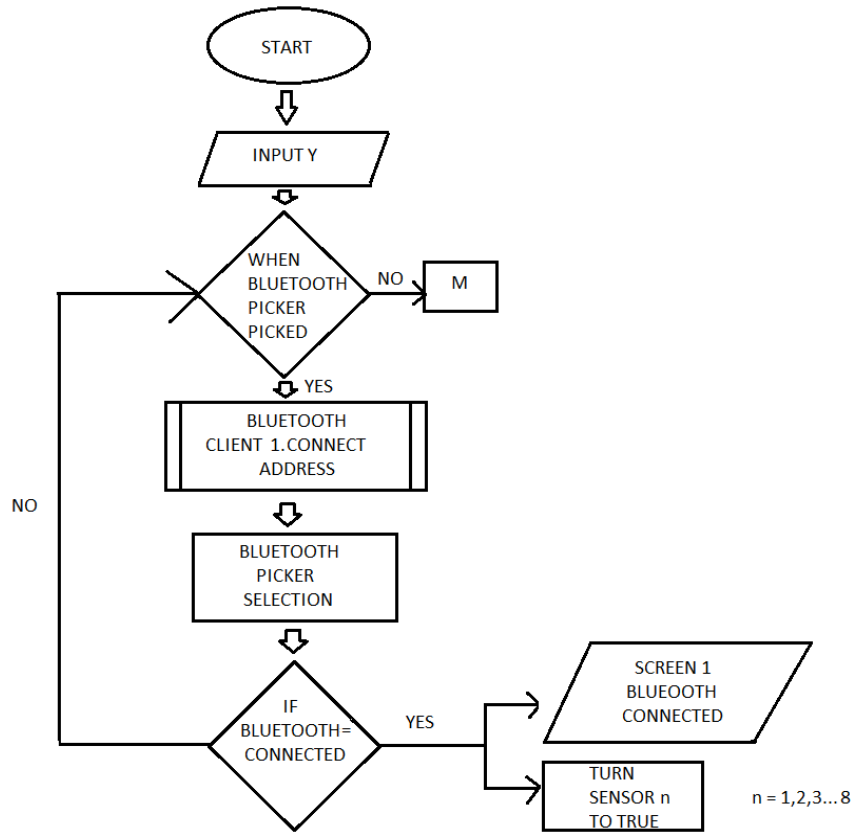 START
INPUT Y
WHEN
BLUETOOTH
PICKER
PICKED
NO
M
YES
BLUETOOTH
CLIENT 1.CONNECT
ADDRESS
NO
BLUETOOTH
PICKER
SELECTION
IF
BLUETOOTH=
CONNECTED
YES
SCREEN 1
BLUEOOTH
CONNECTED
TURN
SENSOR n
TO TRUE
n = 1,2,3... 8